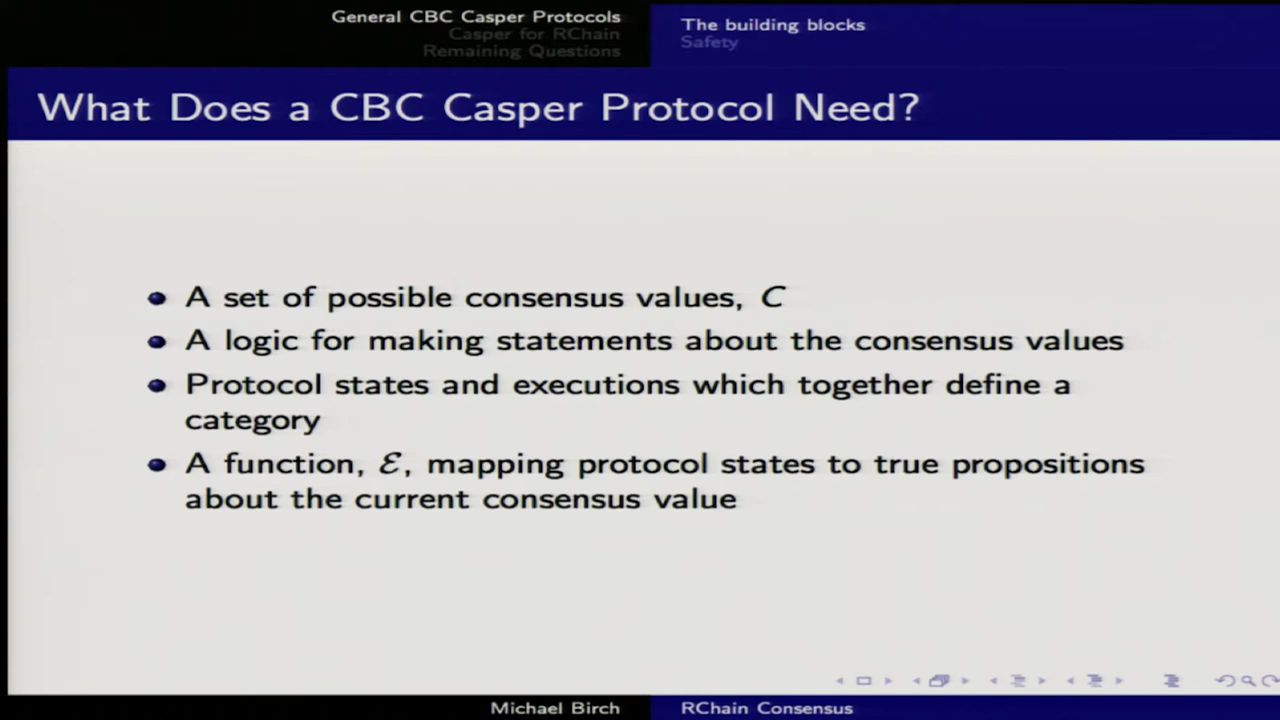 General CBC Casper Protocols
Casper for RChain
Remaining Questions
The building blocks
Safety
What Does a CBC Casper Protocol Need?
A set of possible consensus values, C
A logic for making statements about the consensus values
Protocol states and executions which together define a
category
A function, ℰ, mapping protocol states to true propositions
about the current consensus value
Michael Birch
RChain Consensus